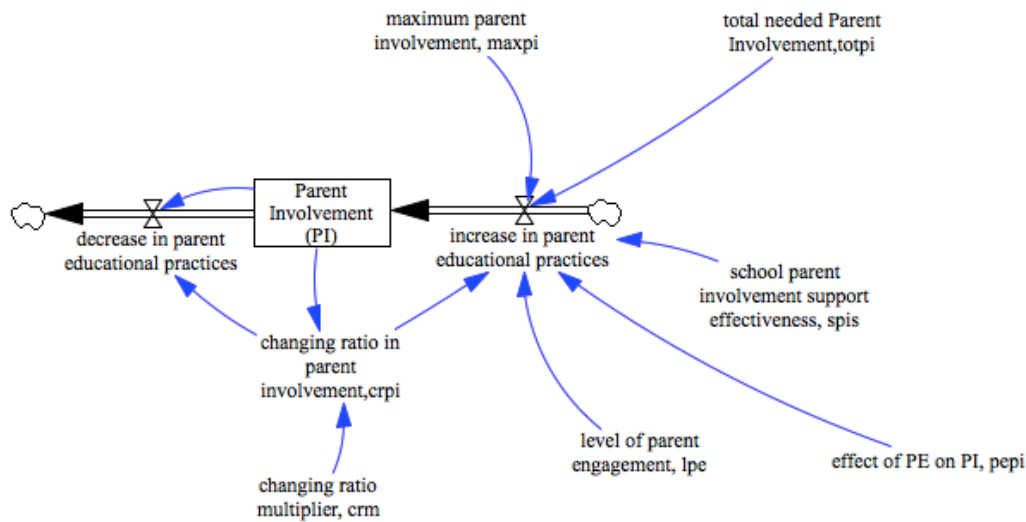 maximum parent
involvement, maxpi
total needed Parent
Involvement,totpi
Parent
Involvement
(PI)
decrease in parent
educational practices
increase in parent
educational practices
school parent
involvement support
effectiveness, spis
changing ratio in
parent
involvement,crpi
level of parent
engagement, lpe
effect of PE on PI, pepi
changing ratio
multiplier, crm